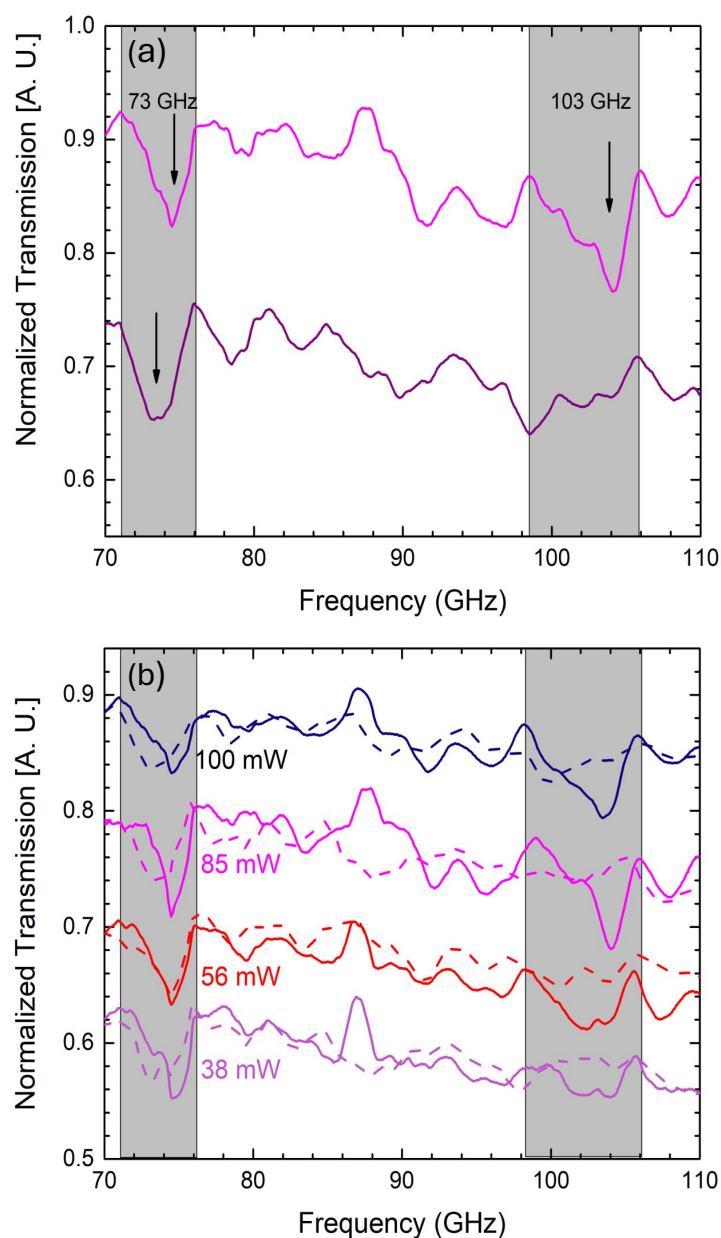 (a)
73 GHz
103 GHz
Normalized Transmission [A. U.]
1.0
0.9
0.8
0.7
0.6
70 80 90 100 110
Frequency (GHz)
(b)
100 mW
85 mW
56 mW
38 mW
Normalized Transmission [A. U.]
0.9
0.8
0.7
0.6
0.5
70 80 90 100 110
Frequency (GHz)